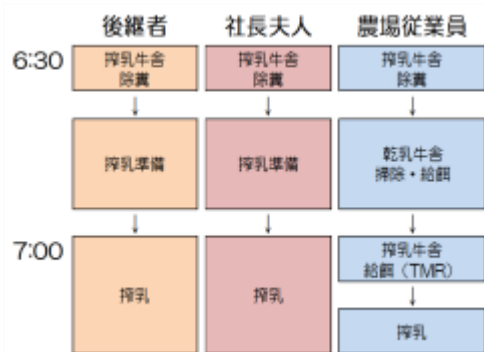 後継者 社長夫人 農場従業員
6:30
搾乳牛舎
除糞
搾乳牛舎
除糞
搾乳牛舎
除糞
↓ ↓ ↓
搾乳準備
搾乳準備
乾乳牛舎
掃除・給餌
↓ ↓ ↓
7:00
搾乳
搾乳
搾乳牛舎
給餌（TMR）
↓
搾乳